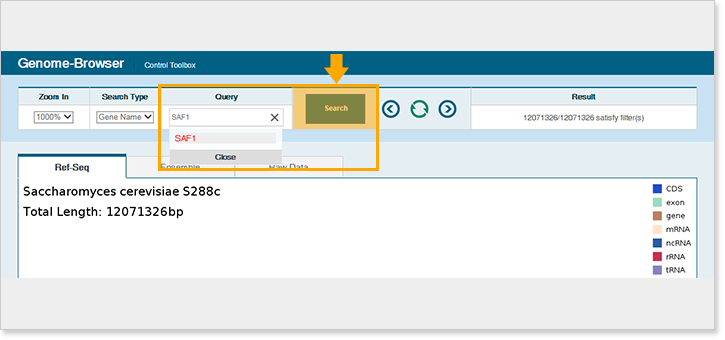 Genome-Browser Control Toolbox
Zoom In Search Type Query Result
1000% Gene Name SAF1 Search 12071326/12071326 satisfy filter(s)
SAF1
Close
Ref-Seq Ensemble Raw Data
Saccharomyces cerevisiae S288c
Total Length: 12071326bp
CDS
exon
gene
mRNA
ncRNA
rRNA
tRNA